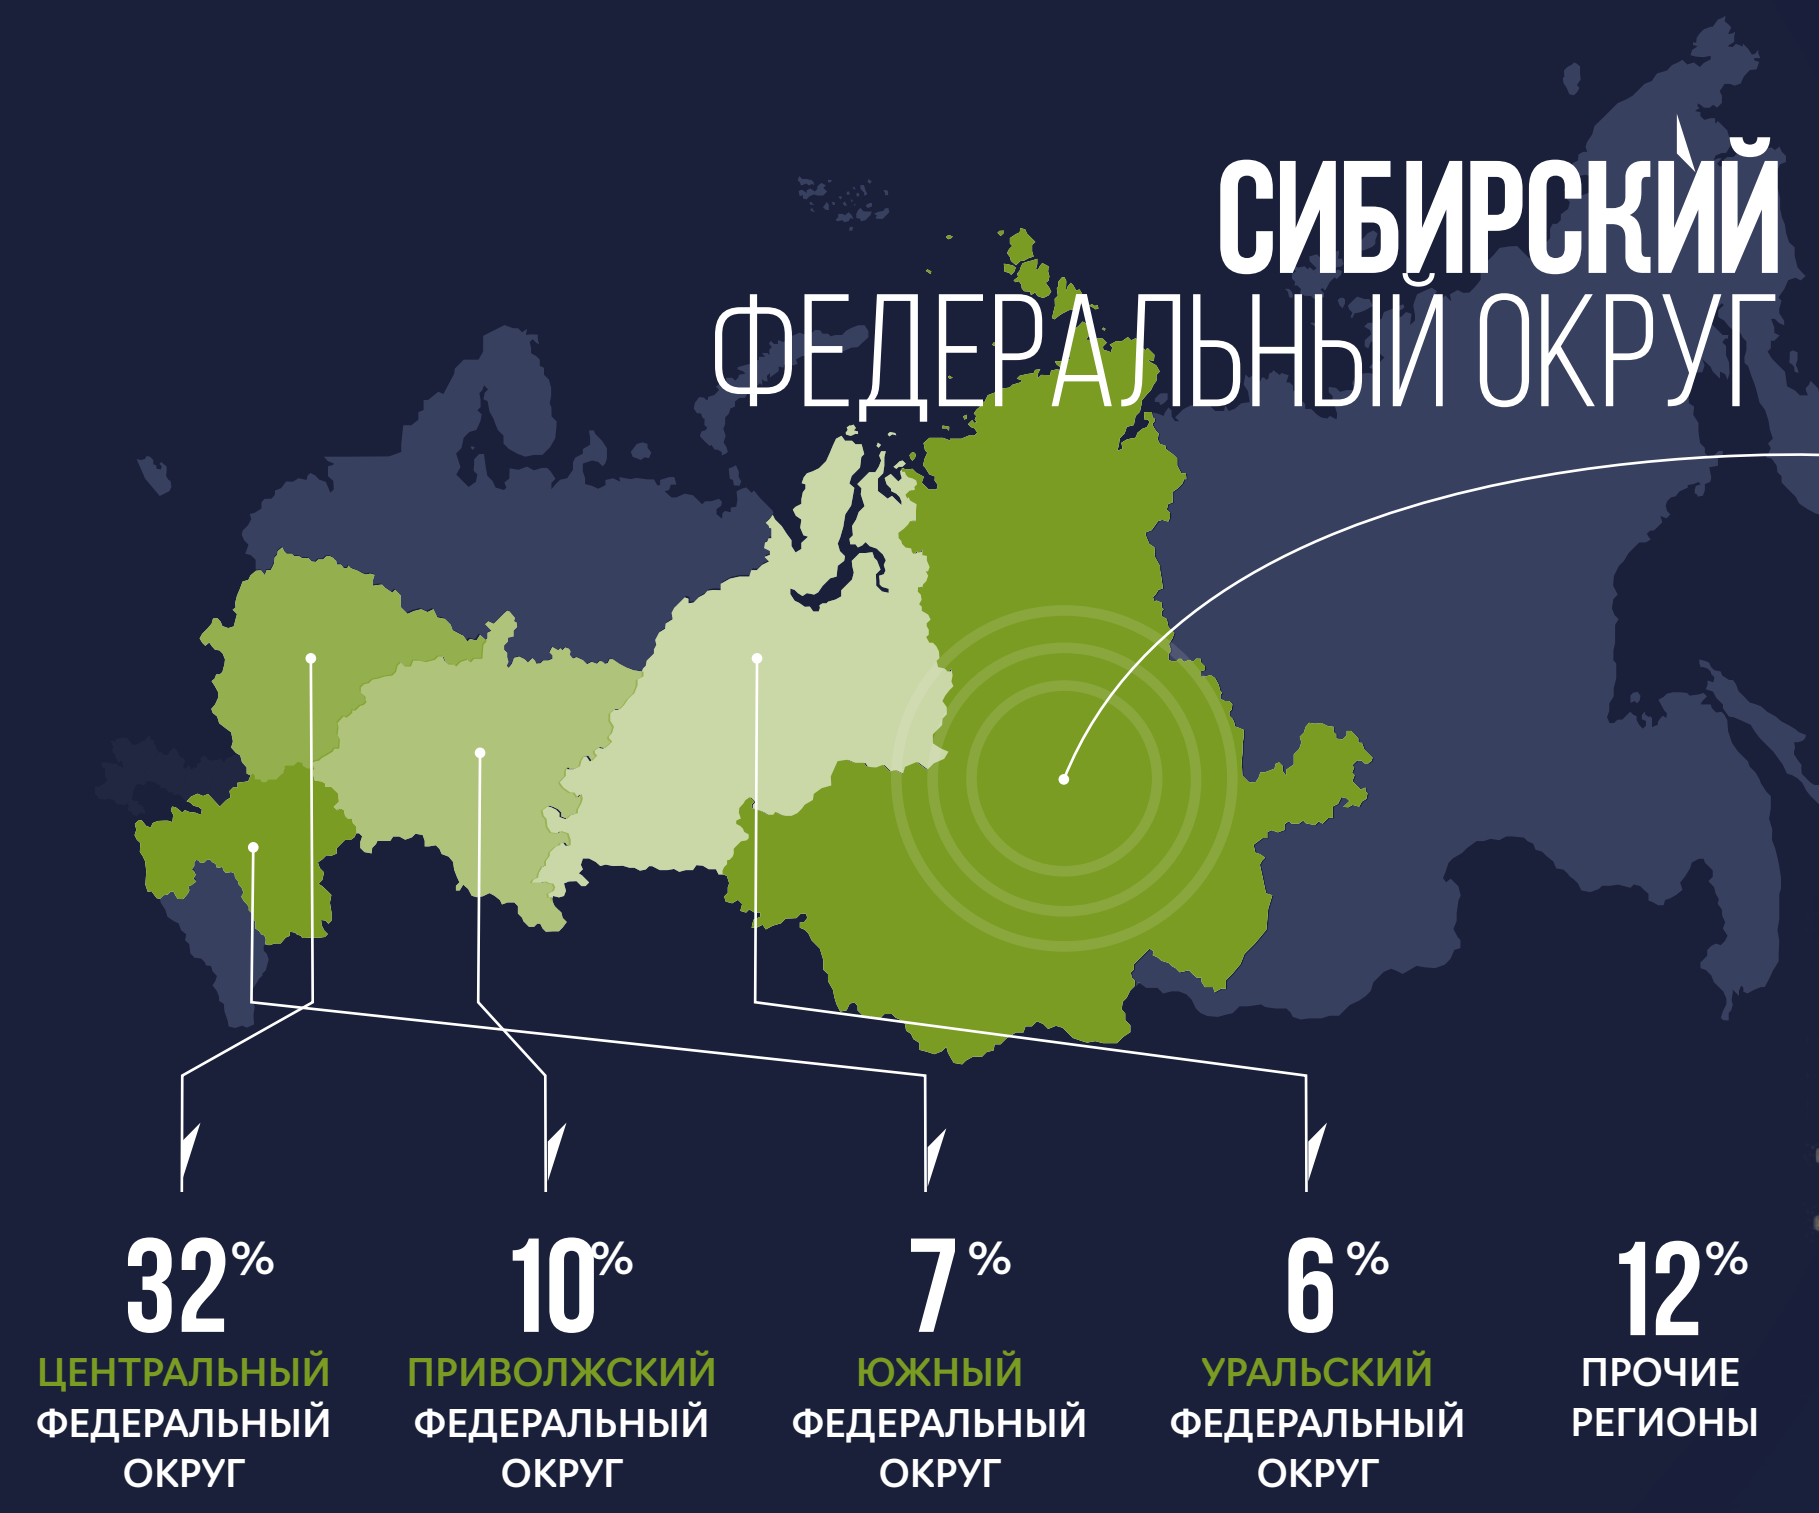 СИБИРСКИЙ
ФЕДЕРАЛЬНЫЙ ОКРУГ
32%
ЦЕНТРАЛЬНЫЙ
ФЕДЕРАЛЬНЫЙ
ОКРУГ
10%
ПРИВОЛЖСКИЙ
ФЕДЕРАЛЬНЫЙ
ОКРУГ
7%
ЮЖНЫЙ
ФЕДЕРАЛЬНЫЙ
ОКРУГ
6%
УРАЛЬСКИЙ
ФЕДЕРАЛЬНЫЙ
ОКРУГ
12%
ПРОЧИЕ
РЕГИОНЫ